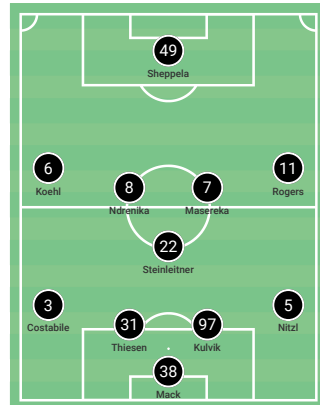 49
Sheppela
6
Koehl
8
Ndrenika
7
Masereka
11
Rogers
22
Steinleitner
3
Costabile
31
Thiesen
97
Kulvik
5
Nitzl
38
Mack